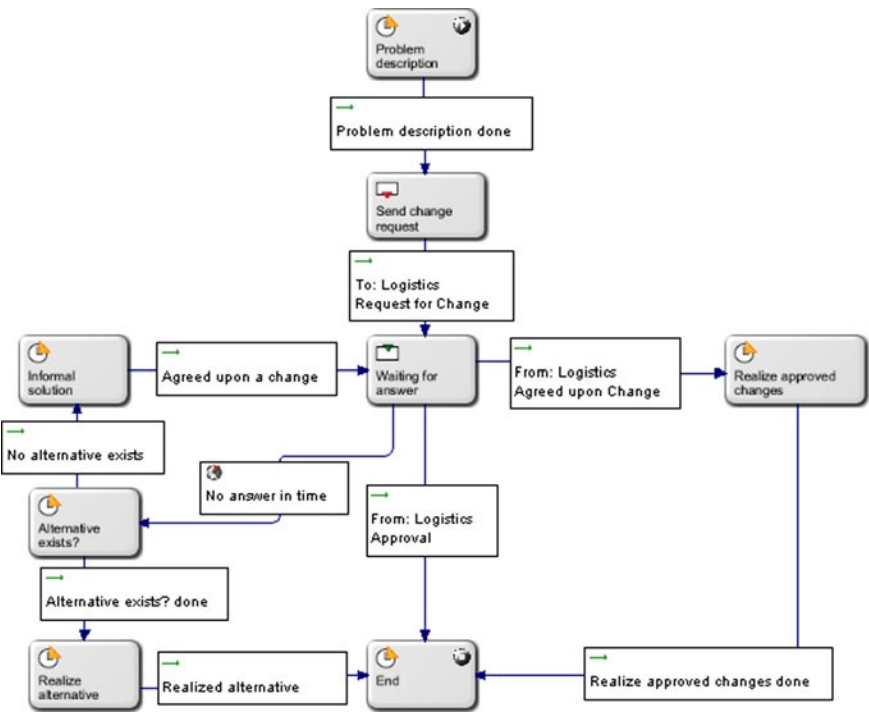 Problem
description
Problem description done
Send change
request
To: Logistics
Request for Change
Informal
solution
Agreed upon a change
Waiting for
answer
From: Logistics
Agreed upon Change
Realize approved
changes
No alternative exists
No answer in time
Alternative
exists?
From: Logistics
Approval
Alternative exists? done
Realize
alternative
Realized alternative
End
Realize approved changes done